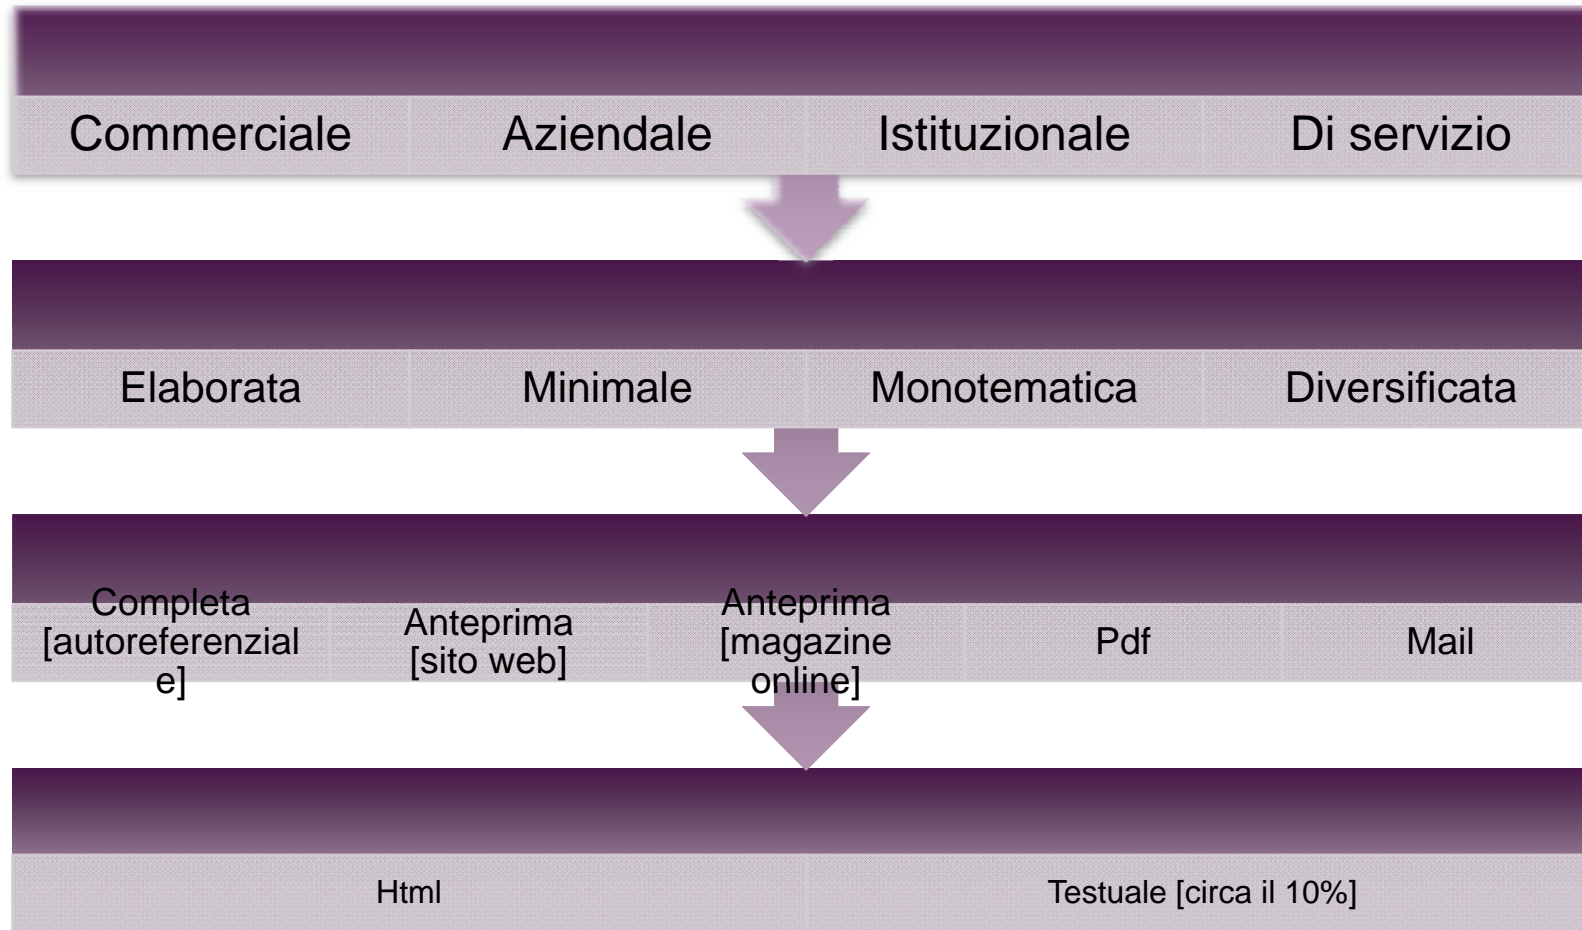 Commerciale
Aziendale
Istituzionale
Di servizio
Elaborata
Minimale
Monotematica
Diversificata
Completa
[autoreferenzial
e]
Anteprima
[sito web]
Anteprima
[magazine
online]
Pdf
Mail
Html
Testuale [circa il 10%]